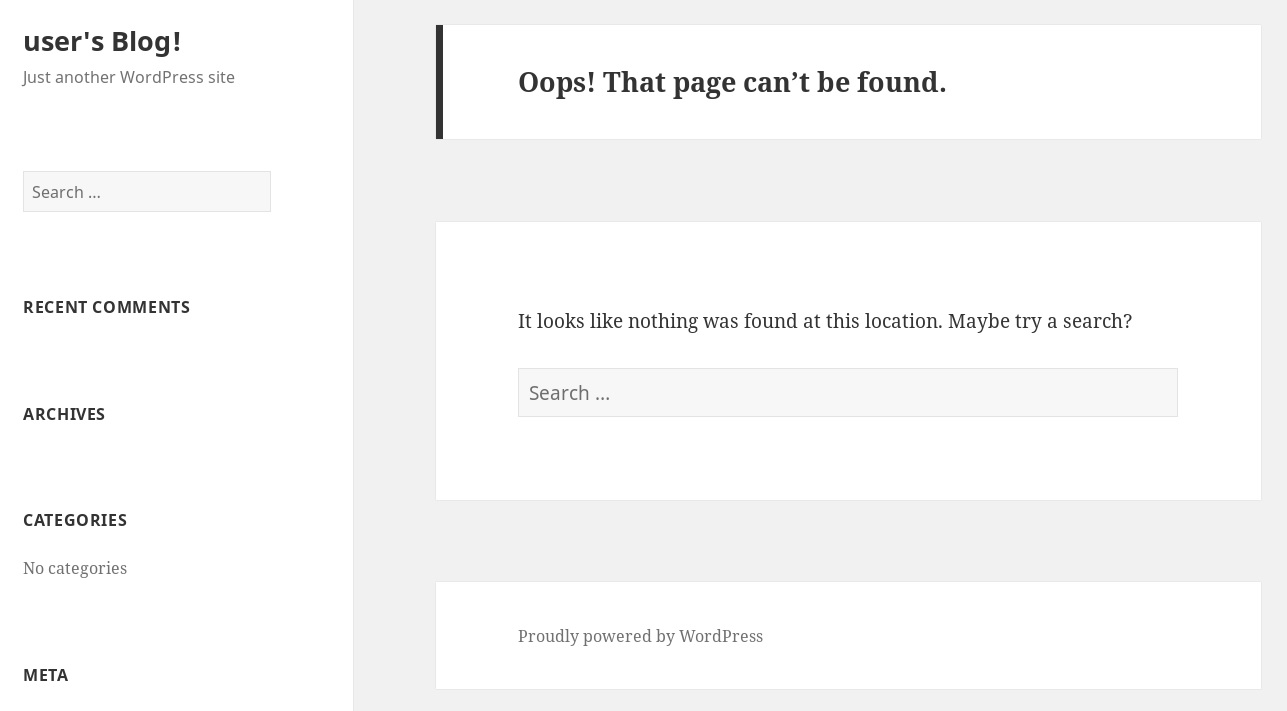 user's Blog!
Just another WordPress site
Search …
RECENT COMMENTS
ARCHIVES
CATEGORIES
No categories
META
Oops! That page can’t be found.
It looks like nothing was found at this location. Maybe try a search?
Search …
Proudly powered by WordPress